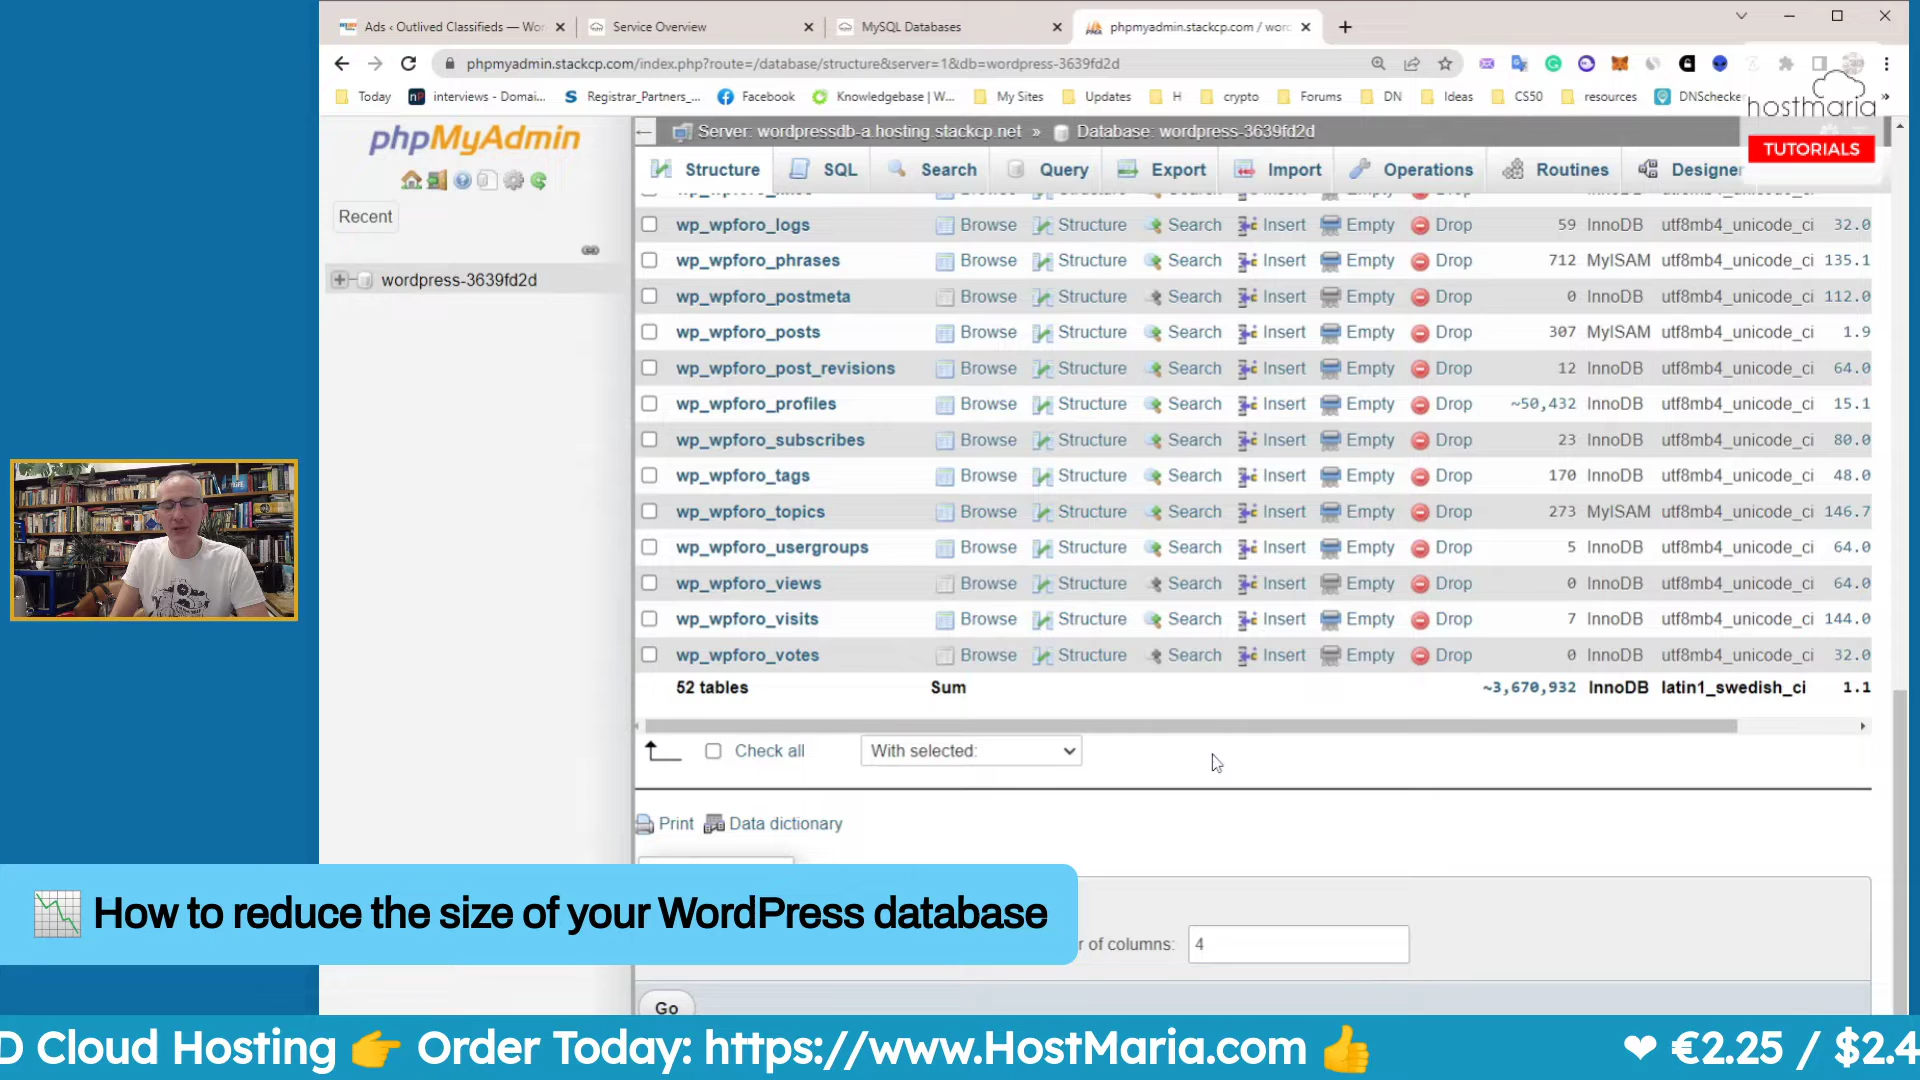 Ads ‹ Outlived Classifieds — Wor
Service Overview
MySQL Databases
phpmyadmin.stackcp.com / word
phpmyadmin.stackcp.com/index.php?route=/database/structure&server=1&db=wordpress-3639fd2d
Today
interviews - Domai...
Registrar_Partners_...
Facebook
Knowledgebase | W...
My Sites
Updates
H
crypto
Forums
DN
Ideas
CS50
resources
DNSchecke
hostmaria
TUTORIALS
phpMyAdmin
Recent
wordpress-3639fd2d
Server: wordpressdb-a.hosting.stackcp.net » Database: wordpress-3639fd2d
Structure SQL Search Query Export Import Operations Routines Designer
wp_wpforo_logs Browse Structure Search Insert Empty Drop 59 InnoDB utf8mb4_unicode_ci 32.0
wp_wpforo_phrases Browse Structure Search Insert Empty Drop 712 MyISAM utf8mb4_unicode_ci 135.1
wp_wpforo_postmeta Browse Structure Search Insert Empty Drop 0 InnoDB utf8mb4_unicode_ci 112.0
wp_wpforo_posts Browse Structure Search Insert Empty Drop 307 MyISAM utf8mb4_unicode_ci 1.9
wp_wpforo_post_revisions Browse Structure Search Insert Empty Drop 12 InnoDB utf8mb4_unicode_ci 64.0
wp_wpforo_profiles Browse Structure Search Insert Empty Drop ~50,432 InnoDB utf8mb4_unicode_ci 15.1
wp_wpforo_subscribes Browse Structure Search Insert Empty Drop 23 InnoDB utf8mb4_unicode_ci 80.0
wp_wpforo_tags Browse Structure Search Insert Empty Drop 170 InnoDB utf8mb4_unicode_ci 48.0
wp_wpforo_topics Browse Structure Search Insert Empty Drop 273 MyISAM utf8mb4_unicode_ci 146.7
wp_wpforo_usergroups Browse Structure Search Insert Empty Drop 5 InnoDB utf8mb4_unicode_ci 64.0
wp_wpforo_views Browse Structure Search Insert Empty Drop 0 InnoDB utf8mb4_unicode_ci 64.0
wp_wpforo_visits Browse Structure Search Insert Empty Drop 7 InnoDB utf8mb4_unicode_ci 144.0
wp_wpforo_votes Browse Structure Search Insert Empty Drop 0 InnoDB utf8mb4_unicode_ci 32.0
52 tables Sum ~3,670,932 InnoDB latin1_swedish_ci 1.1
Check all With selected:
Print Data dictionary
How to reduce the size of your WordPress database
r of columns: 4
Go
D Cloud Hosting 👉 Order Today: https://www.HostMaria.com 👍 ❤ €2.25 / $2.4